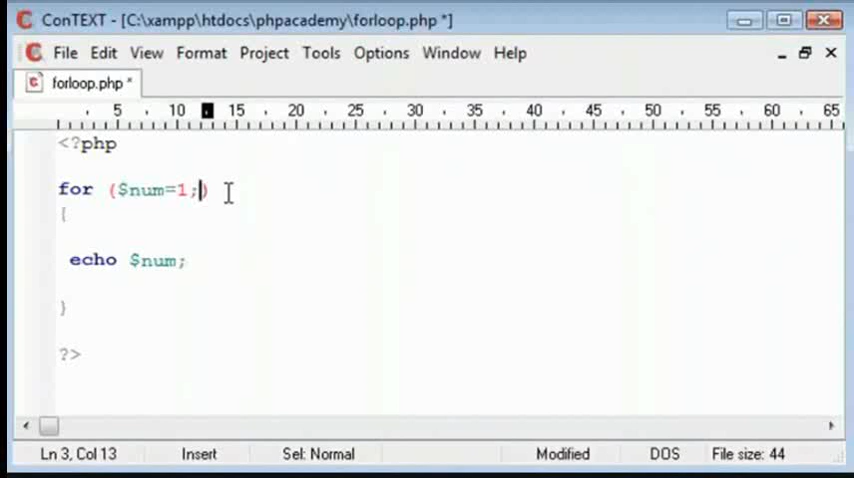 ConTEXT - [C:\xampp\htdocs\phpacademy\forloop.php *]
File Edit View Format Project Tools Options Window Help
forloop.php *
5 10 15 20 25 30 35 40 45 50 55 60 65
<?php
for ($num=1;)
{
echo $num;
}
?>
Ln 3, Col 13 Insert Sel: Normal Modified DOS File size: 44